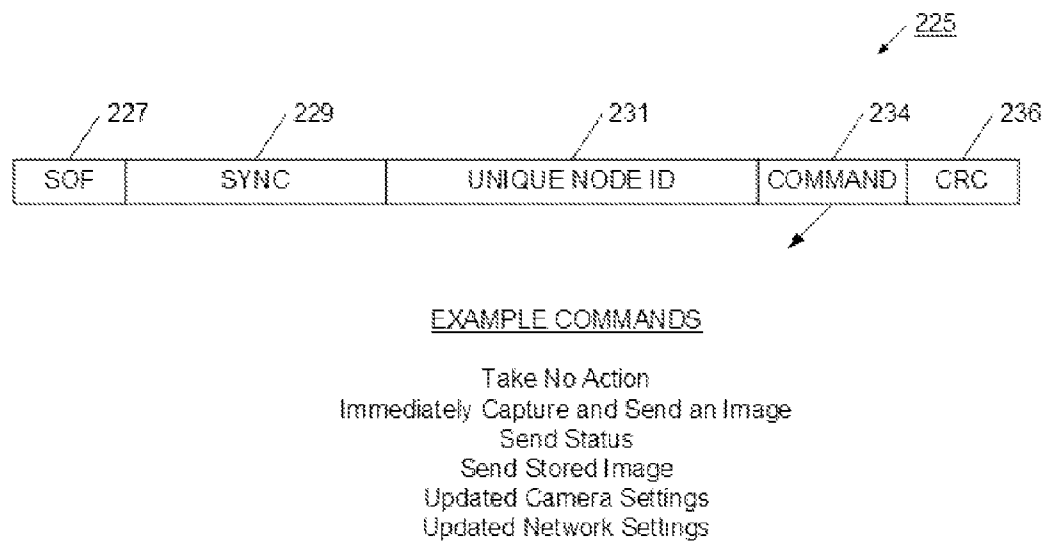 225
227 229 231 234 236
SOF SYNC UNIQUE NODE ID COMMAND CRC
EXAMPLE COMMANDS
Take No Action
Immediately Capture and Send an Image
Send Status
Send Stored Image
Updated Camera Settings
Updated Network Settings